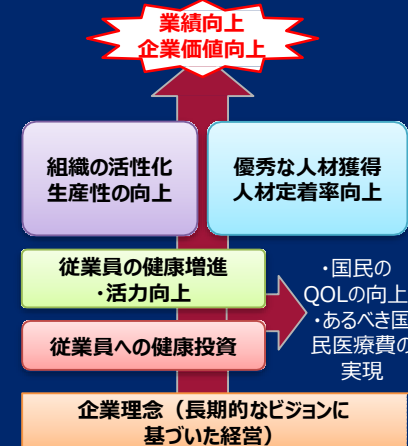 業績向上
企業価値向上
組織の活性化
生産性の向上
優秀な人材獲得
人材定着率向上
従業員の健康増進
・活力向上
従業員への健康投資
・国民の
QOLの向上
・あるべき国
民医療費の
実現
企業理念（長期的なビジョンに
基づいた経営）